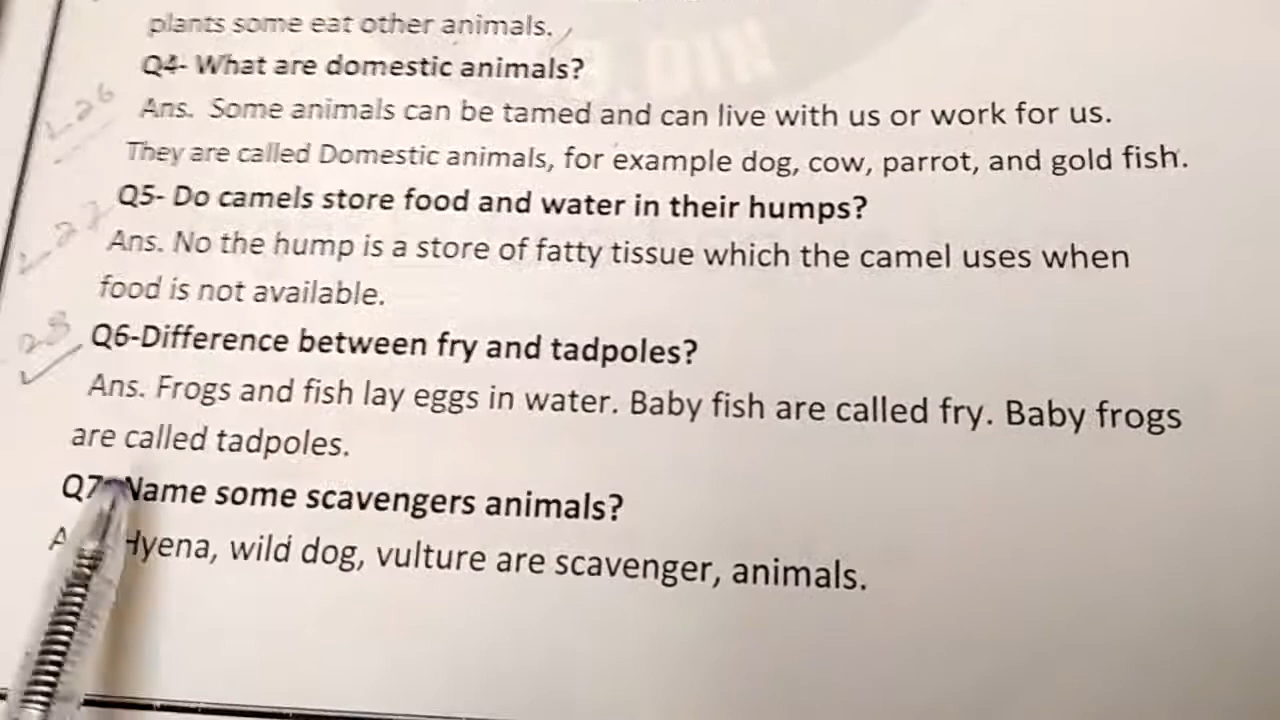 plants some eat other animals.
Q4- What are domestic animals?
Ans. Some animals can be tamed and can live with us or work for us.
They are called Domestic animals, for example dog, cow, parrot, and gold fish.
Q5- Do camels store food and water in their humps?
Ans. No the hump is a store of fatty tissue which the camel uses when
food is not available.
Q6-Difference between fry and tadpoles?
Ans. Frogs and fish lay eggs in water. Baby fish are called fry. Baby frogs
are called tadpoles.
Q7- Name some scavengers animals?
Hyena, wild dog, vulture are scavenger, animals.